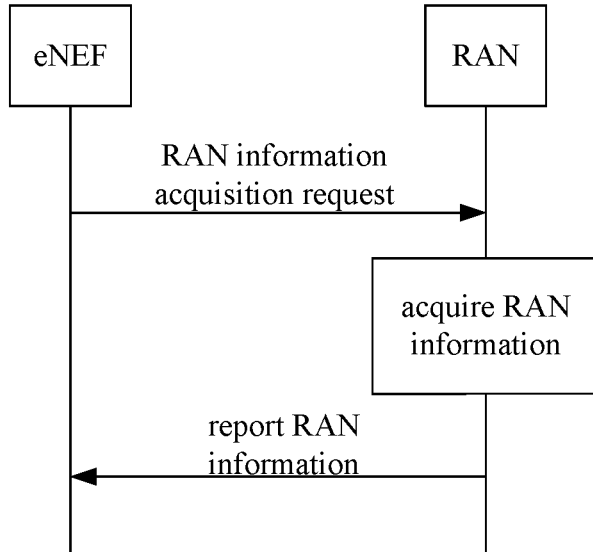 eNEF
RAN
RAN information
acquisition request
acquire RAN
information
report RAN
information